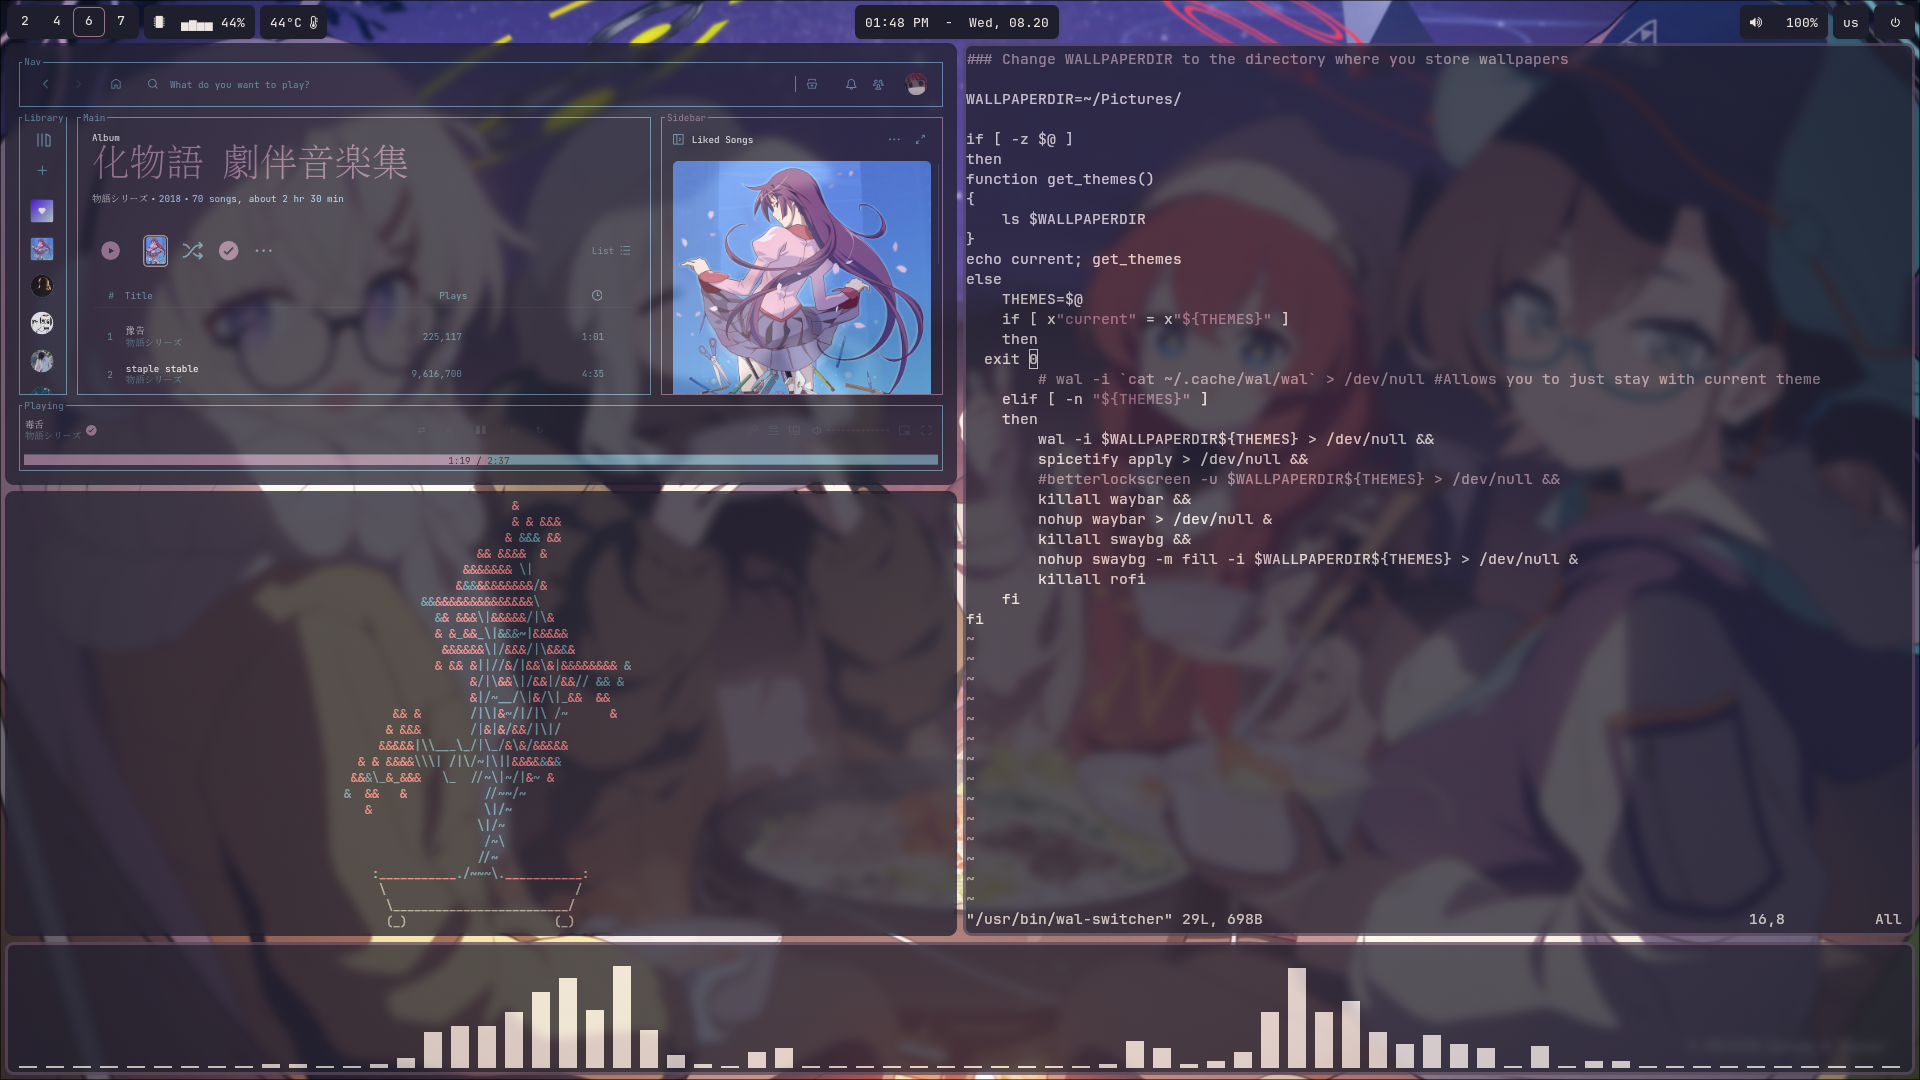 2 4 6 7
44%
44°C
01:48 PM - Wed, 08.20
100%
us
Nav
What do you want to play?
Library
Main
Album
化物語 劇伴音楽集
物語シリーズ • 2018 • 70 songs, about 2 hr 30 min
List
# Title Plays
1 豫告 225,117 1:01
物語シリーズ
2 staple stable 9,616,700 4:35
物語シリーズ
Sidebar
Liked Songs
Playing
毒舌
物語シリーズ
1:19 / 2:37
### Change WALLPAPERDIR to the directory where you store wallpapers
WALLPAPERDIR=~/Pictures/
if [ -z $@ ]
then
function get_themes()
{
    ls $WALLPAPERDIR
}
echo current; get_themes
else
    THEMES=$@
    if [ x"current" = x"${THEMES}" ]
    then
  exit 0
        # wal -i `cat ~/.cache/wal/wal` > /dev/null #Allows you to just stay with current theme
    elif [ -n "${THEMES}" ]
    then
        wal -i $WALLPAPERDIR${THEMES} > /dev/null &&
        spicetify apply > /dev/null &&
        #betterlockscreen -u $WALLPAPERDIR${THEMES} > /dev/null &&
        killall waybar &&
        nohup waybar > /dev/null &
        killall swaybg &&
        nohup swaybg -m fill -i $WALLPAPERDIR${THEMES} > /dev/null &
        killall rofi
    fi
fi
"/usr/bin/wal-switcher" 29L, 698B 16,8 All